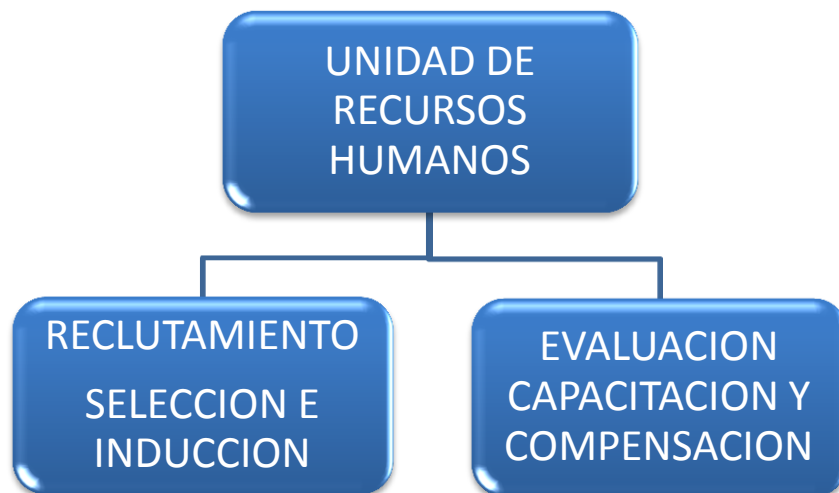 UNIDAD DE
RECURSOS
HUMANOS
RECLUTAMIENTO
SELECCION E
INDUCCION
EVALUACION
CAPACITACION Y
COMPENSACION